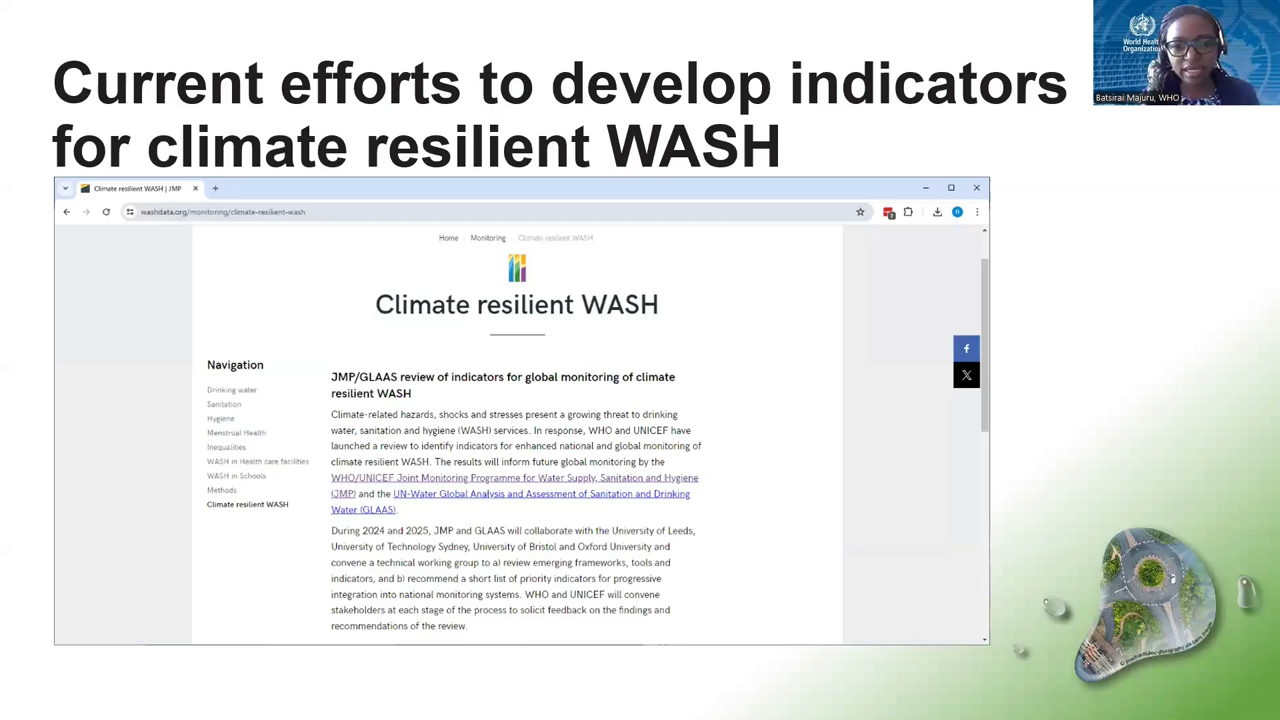 Current efforts to develop indicators
for climate resilient WASH
World Health
Organization
Batsirai Majuru, WHO
Climate resilient WASH | JMP
washdata.org/monitoring/climate-resilient-wash
Home
Monitoring
Climate resilient WASH
Climate resilient WASH
Navigation
Drinking water
Sanitation
Hygiene
Menstrual Health
Inequalities
WASH in Health care facilities
WASH in Schools
Methods
Climate resilient WASH
JMP/GLAAS review of indicators for global monitoring of climate
resilient WASH
Climate-related hazards, shocks and stresses present a growing threat to drinking
water, sanitation and hygiene (WASH) services. In response, WHO and UNICEF have
launched a review to identify indicators for enhanced national and global monitoring of
climate resilient WASH. The results will inform future global monitoring by the
WHO/UNICEF Joint Monitoring Programme for Water Supply, Sanitation and Hygiene
(JMP) and the UN-Water Global Analysis and Assessment of Sanitation and Drinking
Water (GLAAS).
During 2024 and 2025, JMP and GLAAS will collaborate with the University of Leeds,
University of Technology Sydney, University of Bristol and Oxford University and
convene a technical working group to a) review emerging frameworks, tools and
indicators, and b) recommend a short list of priority indicators for progressive
integration into national monitoring systems. WHO and UNICEF will convene
stakeholders at each stage of the process to solicit feedback on the findings and
recommendations of the review.